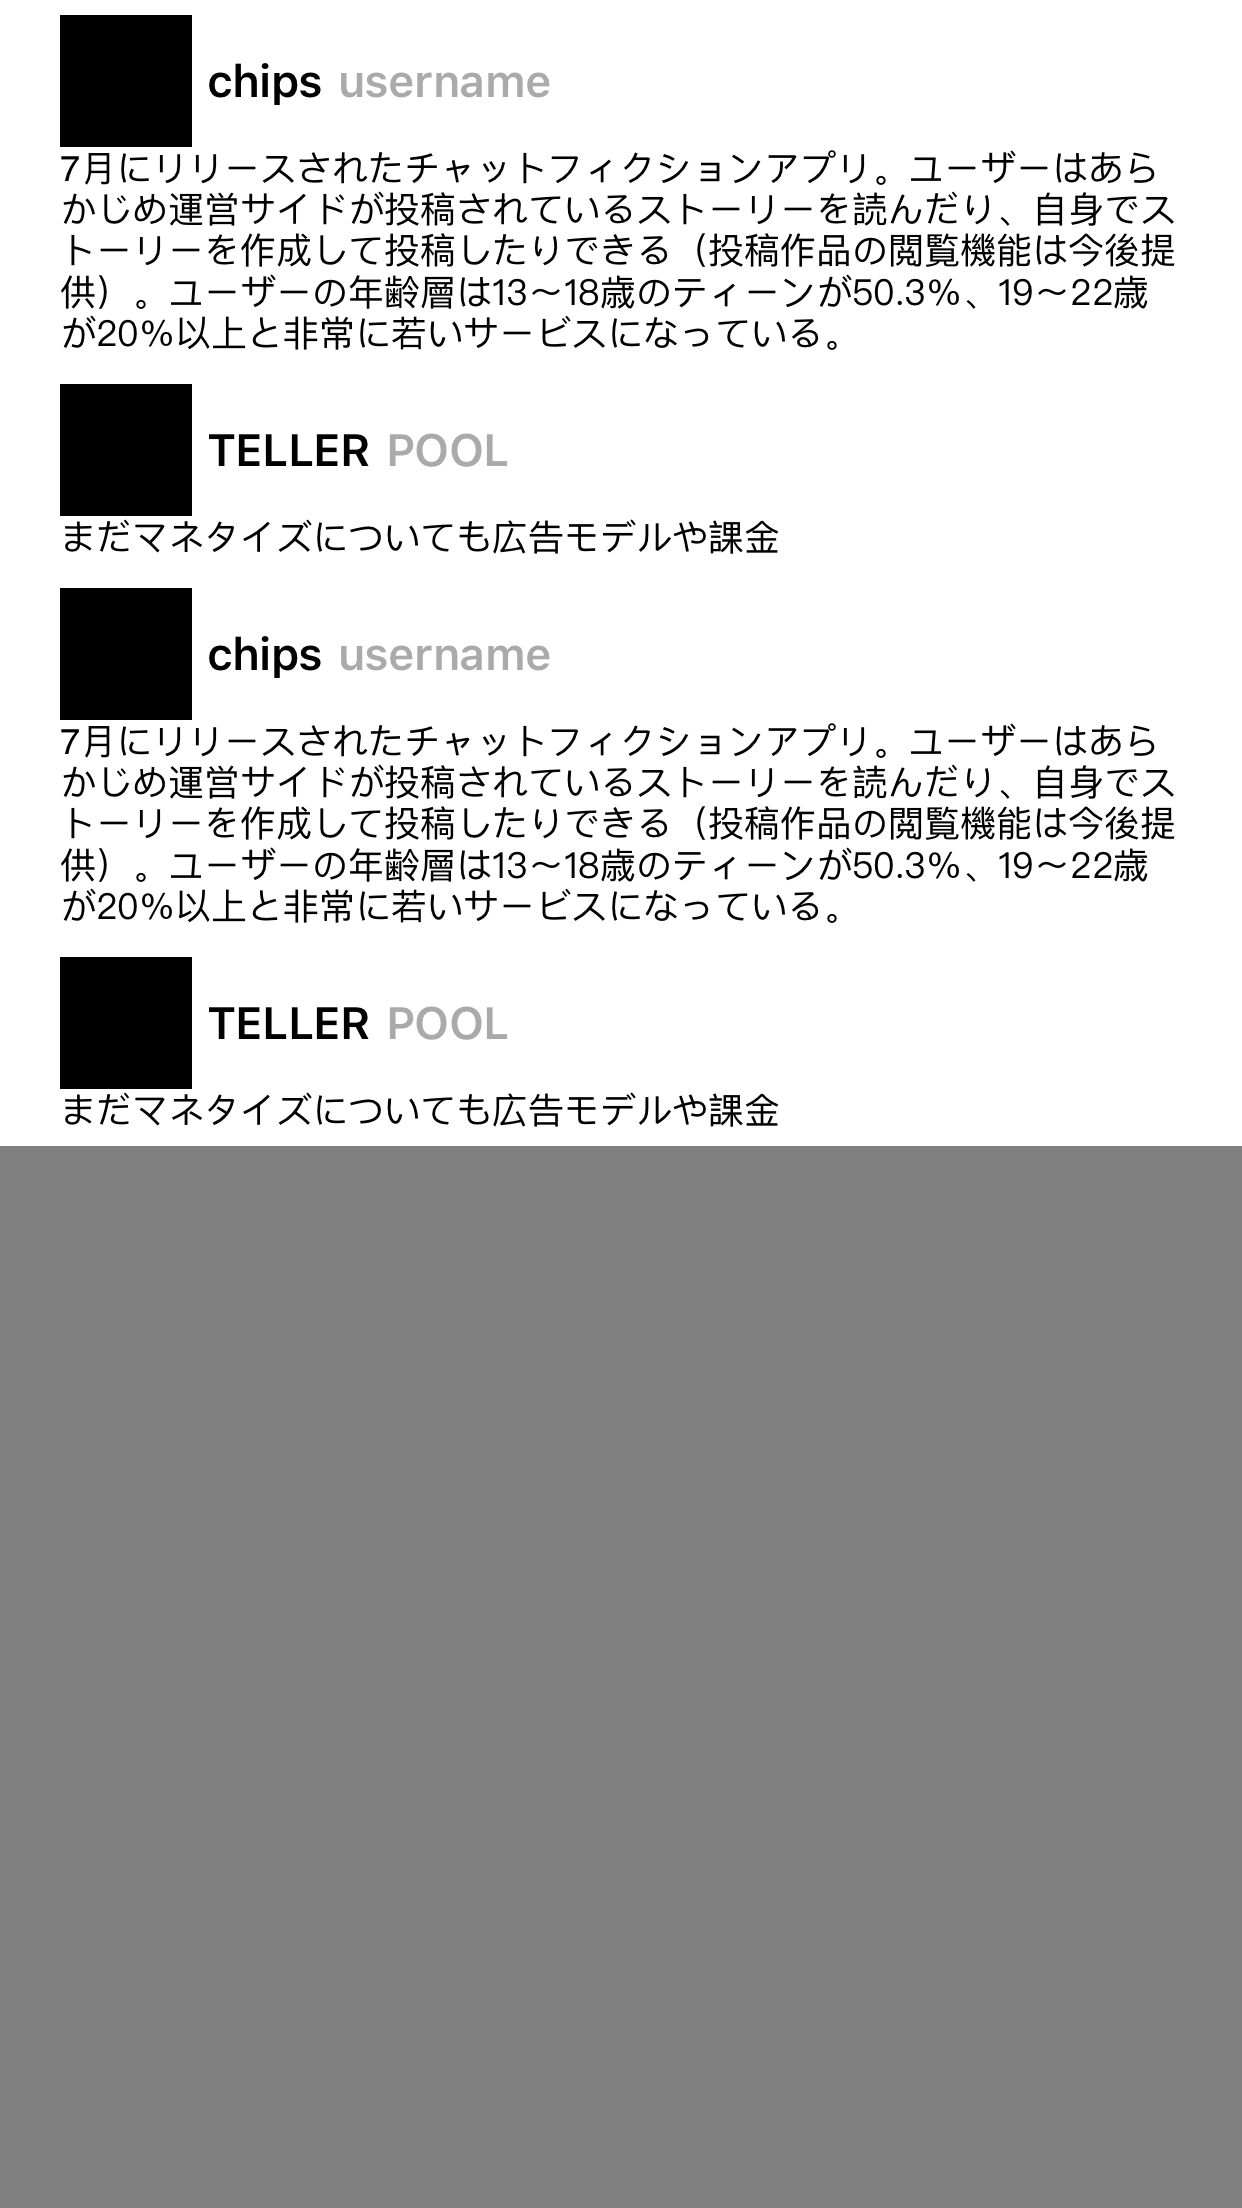 chips username
7月にリリースされたチャットフィクションアプリ。ユーザーはあら
かじめ運営サイドが投稿されているストーリーを読んだり、自身でス
トーリーを作成して投稿したりできる（投稿作品の閲覧機能は今後提
供）。ユーザーの年齢層は13〜18歳のティーンが50.3%、19〜22歳
が20%以上と非常に若いサービスになっている。
TELLER POOL
まだマネタイズについても広告モデルや課金
chips username
7月にリリースされたチャットフィクションアプリ。ユーザーはあら
かじめ運営サイドが投稿されているストーリーを読んだり、自身でス
トーリーを作成して投稿したりできる（投稿作品の閲覧機能は今後提
供）。ユーザーの年齢層は13〜18歳のティーンが50.3%、19〜22歳
が20%以上と非常に若いサービスになっている。
TELLER POOL
まだマネタイズについても広告モデルや課金